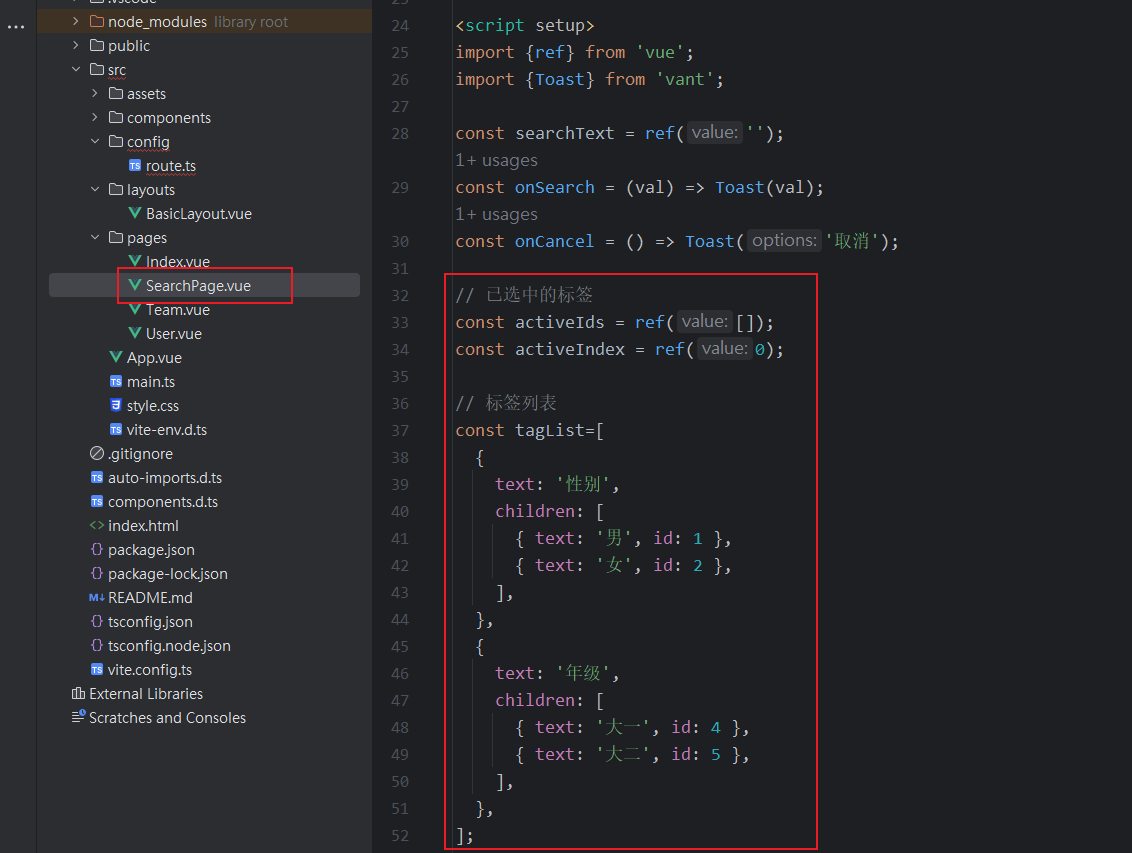 .vscode
node_modules library root
public
src
assets
components
config
route.ts
layouts
BasicLayout.vue
pages
Index.vue
SearchPage.vue
Team.vue
User.vue
App.vue
main.ts
style.css
vite-env.d.ts
.gitignore
auto-imports.d.ts
components.d.ts
index.html
package.json
package-lock.json
README.md
tsconfig.json
tsconfig.node.json
vite.config.ts
External Libraries
Scratches and Consoles
23
24 <script setup>
25 import {ref} from 'vue';
26 import {Toast} from 'vant';
27
28 const searchText = ref( value: '');
1+ usages
29 const onSearch = (val) => Toast(val);
1+ usages
30 const onCancel = () => Toast( options: '取消');
31
32 // 已选中的标签
33 const activeIds = ref( value: []);
34 const activeIndex = ref( value: 0);
35
36 // 标签列表
37 const tagList=[
38 {
39 text: '性别',
40 children: [
41 { text: '男', id: 1 },
42 { text: '女', id: 2 },
43 ],
44 },
45 {
46 text: '年级',
47 children: [
48 { text: '大一', id: 4 },
49 { text: '大二', id: 5 },
50 ],
51 },
52 ];